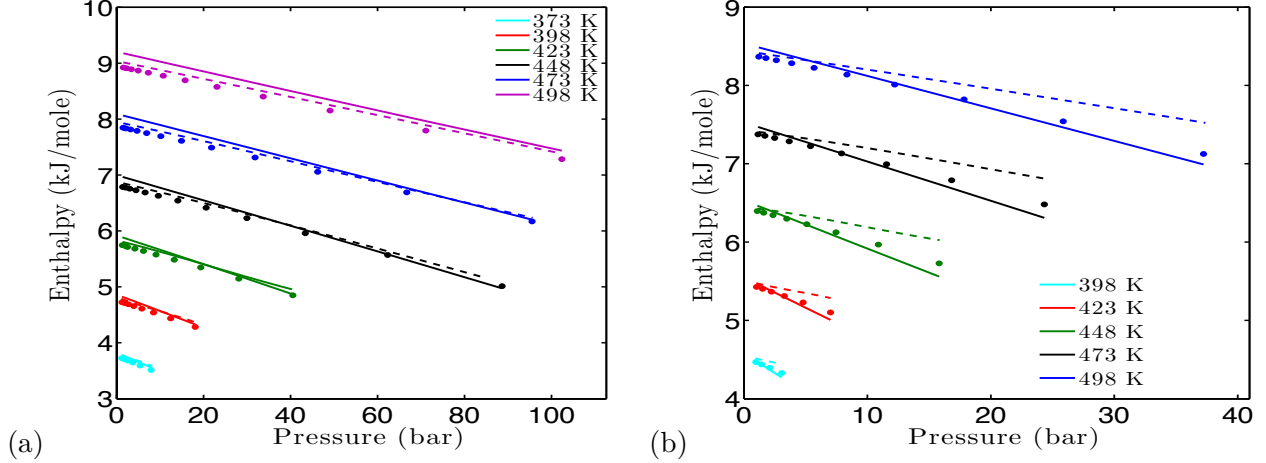 10
9
8
7
6
5
4
3
0
20
40
60
80
100
Enthalpy (kJ/mole)
Pressure (bar)
373 K
398 K
423 K
448 K
473 K
498 K
(a)
9
8
7
6
5
4
0
10
20
30
40
Enthalpy (kJ/mole)
Pressure (bar)
398 K
423 K
448 K
473 K
498 K
(b)